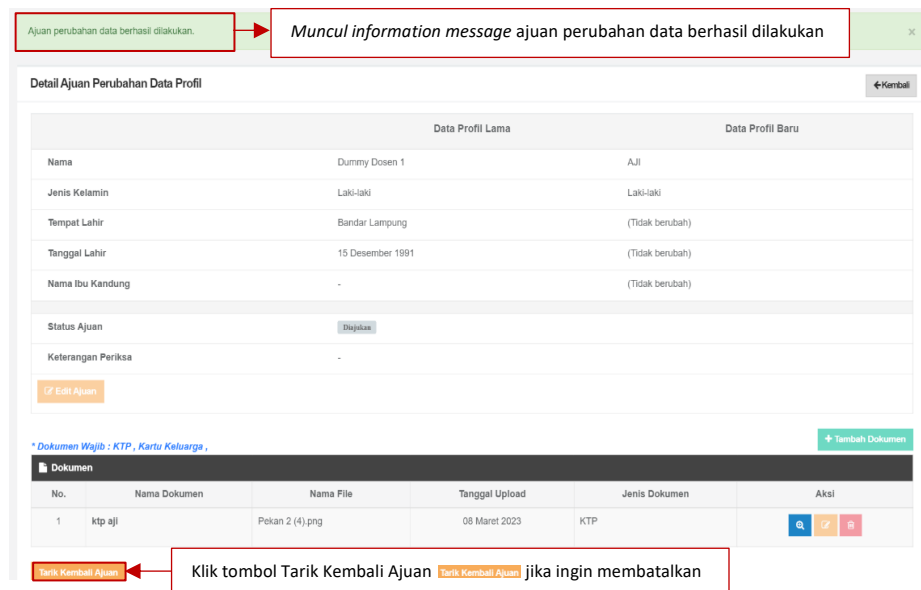 Ajuan perubahan data berhasil dilakukan.
Muncul information message ajuan perubahan data berhasil dilakukan
×
Detail Ajuan Perubahan Data Profil
Kembali
Data Profil Lama Data Profil Baru
Nama Dummy Dosen 1 AJI
Jenis Kelamin Laki-laki Laki-laki
Tempat Lahir Bandar Lampung (Tidak berubah)
Tanggal Lahir 15 Desember 1991 (Tidak berubah)
Nama Ibu Kandung - (Tidak berubah)
Status Ajuan Diajukan
Keterangan Periksa -
Edit Ajuan
* Dokumen Wajib : KTP , Kartu Keluarga ,
+ Tambah Dokumen
Dokumen
No. Nama Dokumen Nama File Tanggal Upload Jenis Dokumen Aksi
1 ktp aji Pekan 2 (4).png 08 Maret 2023 KTP
Tarik Kembali Ajuan
Klik tombol Tarik Kembali Ajuan Tarik Kembali Ajuan jika ingin membatalkan